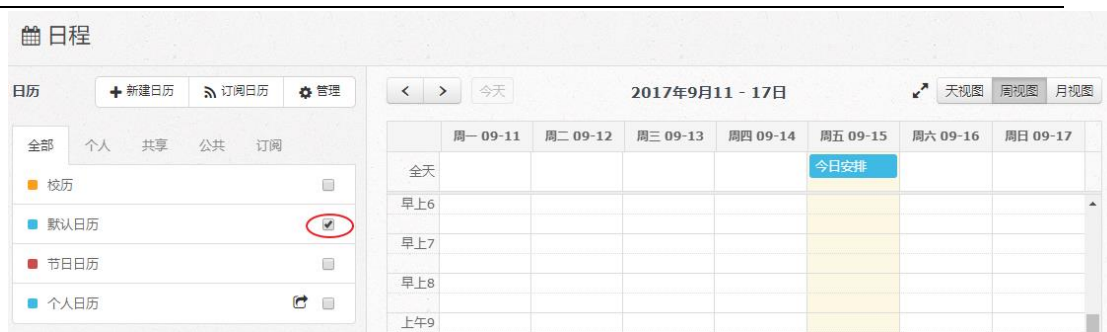 日程
日历 新建日历 订阅日历 管理
全部 个人 共享 公共 订阅
校历
默认日历
节日日历
个人日历
今天 2017年9月11 - 17日 天视图 周视图 月视图
周一 09-11 周二 09-12 周三 09-13 周四 09-14 周五 09-15 周六 09-16 周日 09-17
全天 今日安排
早上6
早上7
早上8
上午9